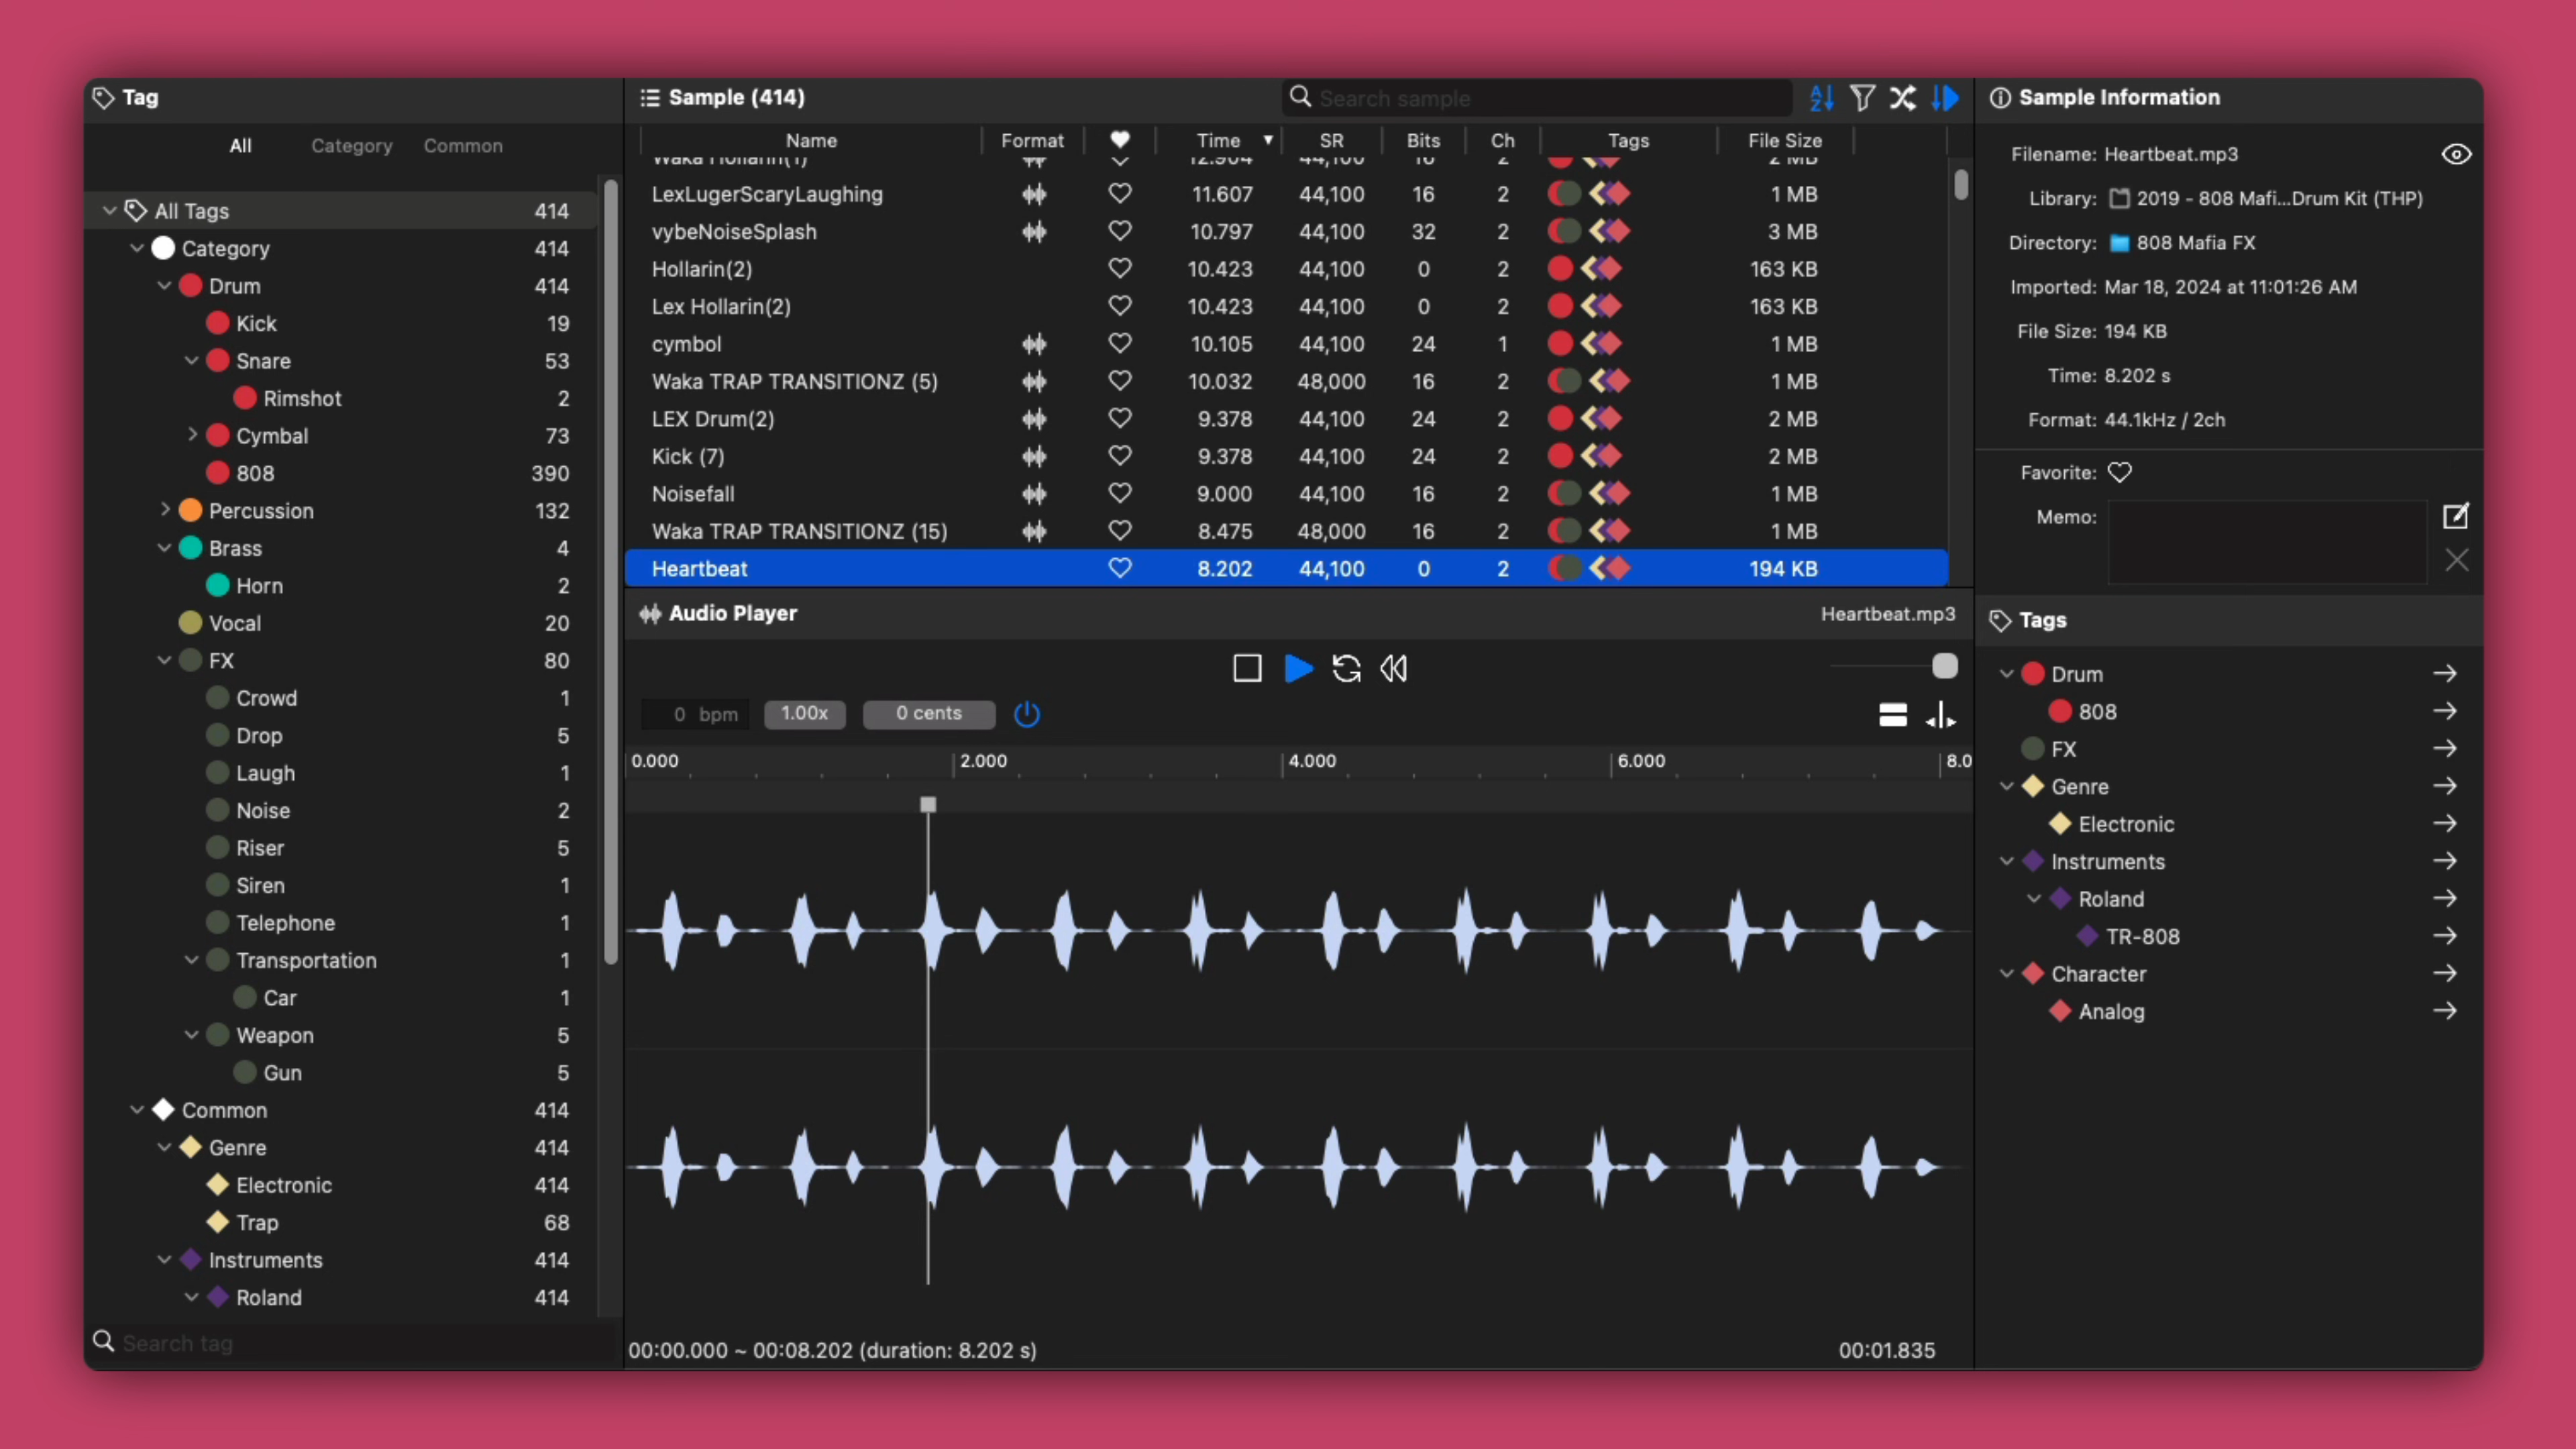 Tag
All Category Common
All Tags 414
Category 414
Drum 414
Kick 19
Snare 53
Rimshot 2
Cymbal 73
808 390
Percussion 132
Brass 4
Horn 2
Vocal 20
FX 80
Crowd 1
Drop 5
Laugh 1
Noise 2
Riser 5
Siren 1
Telephone 1
Transportation 1
Car 1
Weapon 5
Gun 5
Common 414
Genre 414
Electronic 414
Trap 68
Instruments 414
Roland 414
Search tag
Sample (414) Search sample
Name Format Time SR Bits Ch Tags File Size
LexLugerScaryLaughing 11.607 44,100 16 2 1 MB
vybeNoiseSplash 10.797 44,100 32 2 3 MB
Hollarin(2) 10.423 44,100 0 2 163 KB
Lex Hollarin(2) 10.423 44,100 0 2 163 KB
cymbol 10.105 44,100 24 1 1 MB
Waka TRAP TRANSITIONZ (5) 10.032 48,000 16 2 1 MB
LEX Drum(2) 9.378 44,100 24 2 2 MB
Kick (7) 9.378 44,100 24 2 2 MB
Noisefall 9.000 44,100 16 2 1 MB
Waka TRAP TRANSITIONZ (15) 8.475 48,000 16 2 1 MB
Heartbeat 8.202 44,100 0 2 194 KB
Audio Player Heartbeat.mp3
0 bpm 1.00x 0 cents
0.000 2.000 4.000 6.000 8.0
00:00.000 ~ 00:08.202 (duration: 8.202 s) 00:01.835
Sample Information
Filename: Heartbeat.mp3
Library: 2019 - 808 Mafi...Drum Kit (THP)
Directory: 808 Mafia FX
Imported: Mar 18, 2024 at 11:01:26 AM
File Size: 194 KB
Time: 8.202 s
Format: 44.1kHz / 2ch
Favorite:
Memo:
Tags
Drum
808
FX
Genre
Electronic
Instruments
Roland
TR-808
Character
Analog